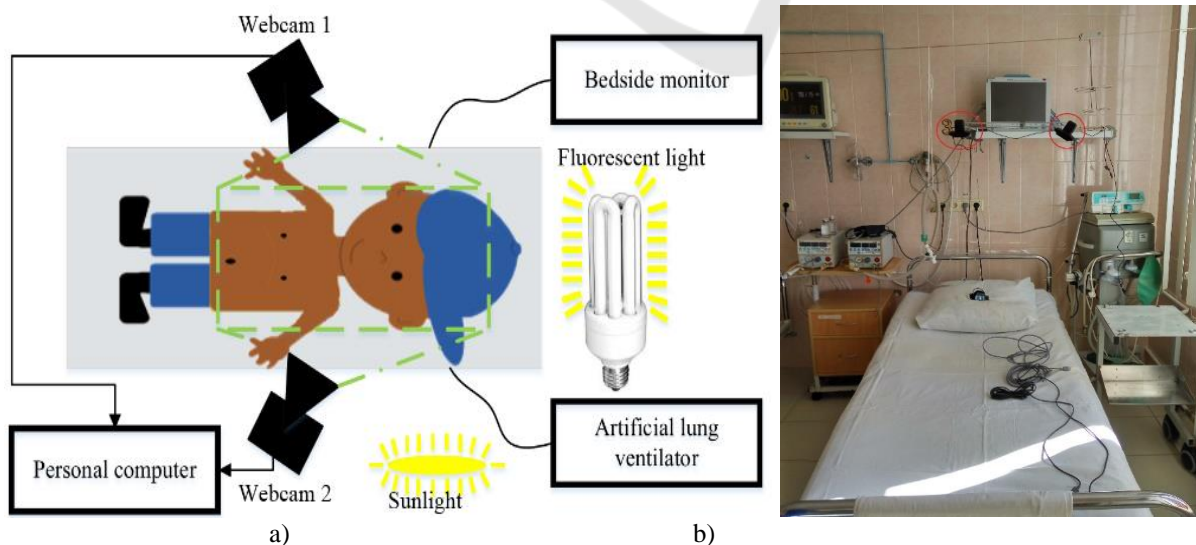 Webcam 1
Bedside monitor
Fluorescent light
Personal computer
Webcam 2
Sunlight
Artificial lung
ventilator
a)
b)